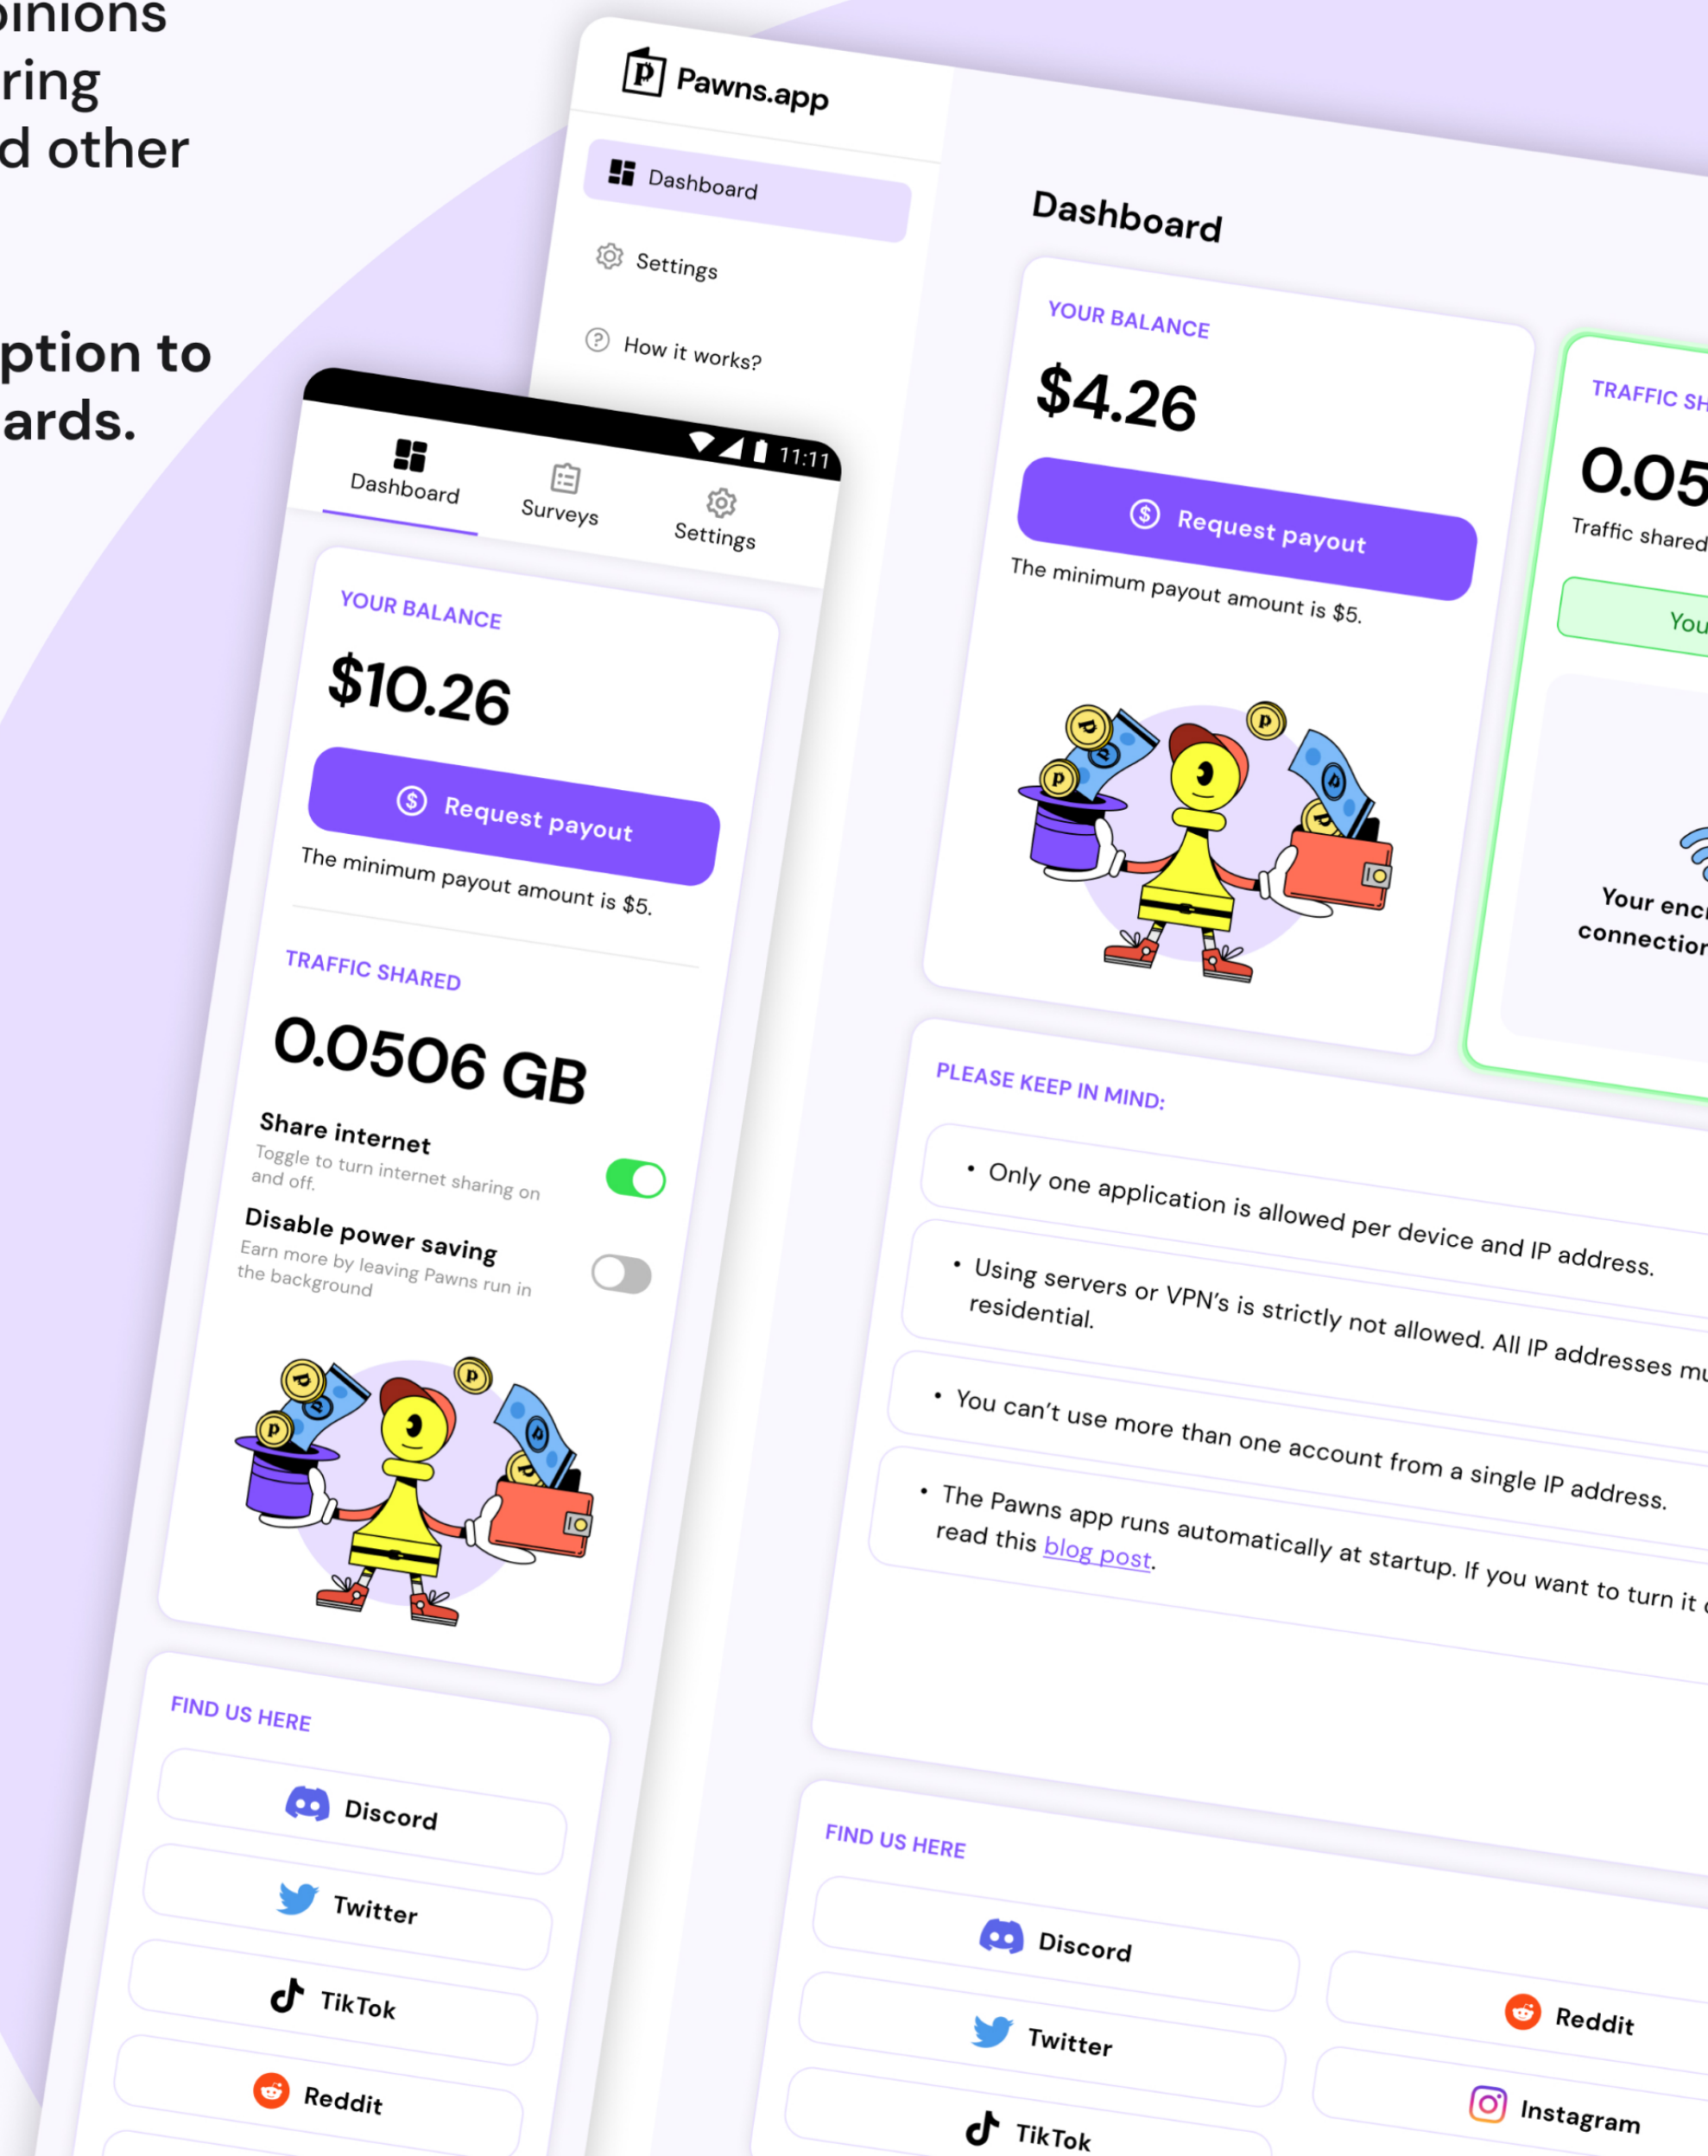 pinions
ring
d other
ption to
ards.
Pawns.app
Dashboard
Settings
How it works?
Dashboard
YOUR BALANCE
$4.26
Request payout
The minimum payout amount is $5.
TRAFFIC SH
0.05
Traffic shared
You
Your encr
connection
PLEASE KEEP IN MIND:
• Only one application is allowed per device and IP address.
• Using servers or VPN's is strictly not allowed. All IP addresses mu
residential.
• You can't use more than one account from a single IP address.
• The Pawns app runs automatically at startup. If you want to turn it o
read this blog post.
FIND US HERE
Discord
Reddit
Twitter
Instagram
TikTok
11:11
Dashboard
Surveys
Settings
YOUR BALANCE
$10.26
Request payout
The minimum payout amount is $5.
TRAFFIC SHARED
0.0506 GB
Share internet
Toggle to turn internet sharing on
and off.
Disable power saving
Earn more by leaving Pawns run in
the background
FIND US HERE
Discord
Twitter
TikTok
Reddit